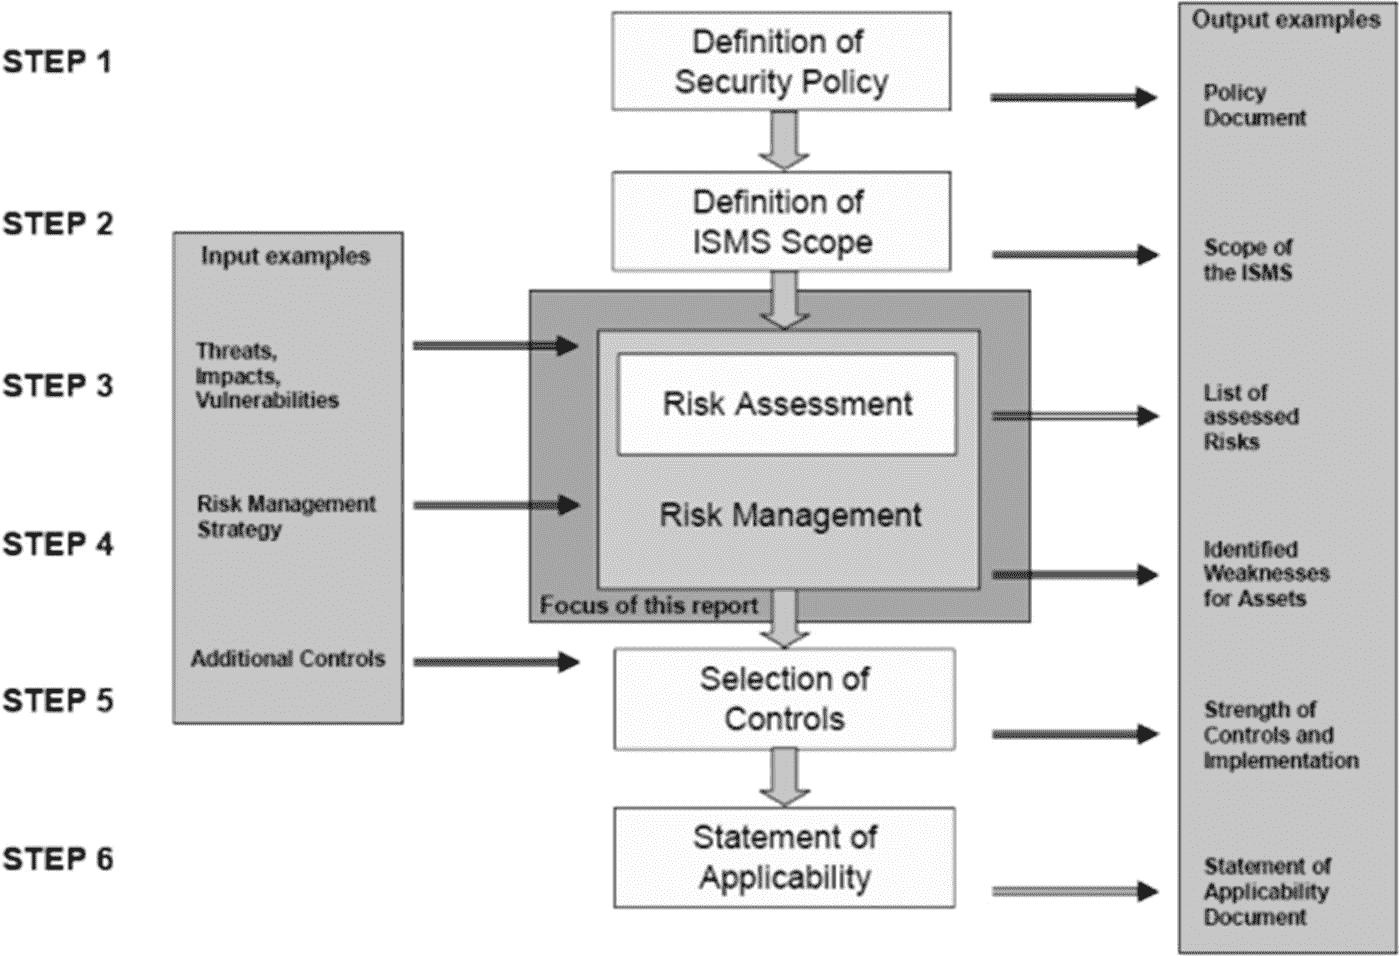 STEP 1
Definition of
Security Policy
Output examples
Policy
Document
STEP 2
Definition of
ISMS Scope
Scope of
the ISMS
Input examples
Threats,
Impacts,
Vulnerabilities
STEP 3
Risk Assessment
List of
assessed
Risks
Risk Management
Strategy
STEP 4
Risk Management
Focus of this report
Identified
Weaknesses
for Assets
Additional Controls
STEP 5
Selection of
Controls
Strength of
Controls and
Implementation
STEP 6
Statement of
Applicability
Statement of
Applicability
Document